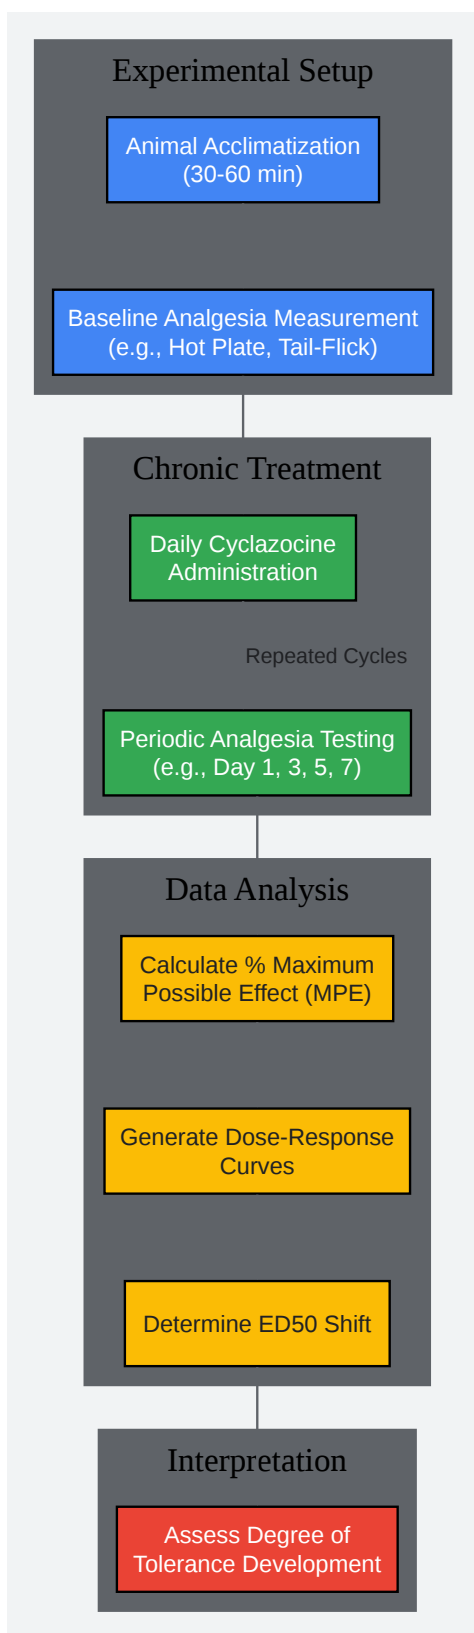 Experimental Setup
Animal Acclimatization
(30-60 min)
Baseline Analgesia Measurement
(e.g., Hot Plate, Tail-Flick)
Chronic Treatment
Daily Cyclazocine
Administration
Repeated Cycles
Periodic Analgesia Testing
(e.g., Day 1, 3, 5, 7)
Data Analysis
Calculate % Maximum
Possible Effect (MPE)
Generate Dose-Response
Curves
Determine ED50 Shift
Interpretation
Assess Degree of
Tolerance Development